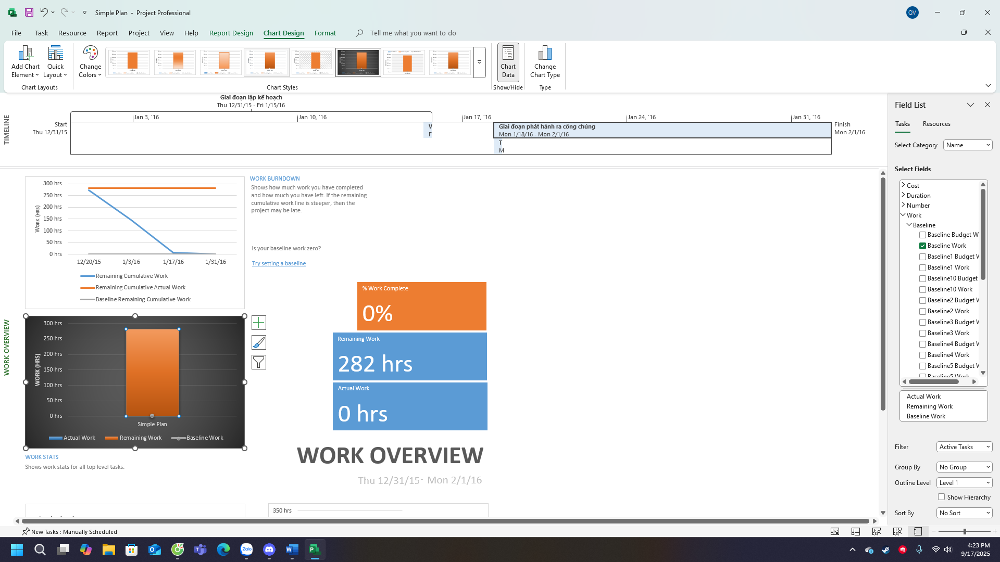 Simple Plan - Project Professional
QV
File Task Resource Report Project View Help Report Design Chart Design Format Tell me what you want to do
Add Chart
Element
Quick
Layout
Change
Colors
Chart
Data
Change
Chart Type
Chart Layouts
Chart Styles
Show/Hide
Type
TIMELINE
Giai đoạn lập kế hoạch
Thu 12/31/15 - Fri 1/15/16
Jan 3, '16 Jan 10, '16 Jan 17, '16 Jan 24, '16 Jan 31, '16
Start
Thu 12/31/15
V
F
Giai đoạn phát hành ra công chúng
Mon 1/18/16 - Mon 2/1/16
T
M
Finish
Mon 2/1/16
WORK OVERVIEW
300 hrs
250 hrs
200 hrs
150 hrs
100 hrs
50 hrs
0 hrs
WORK (HRS)
12/20/15 1/3/16 1/17/16 1/31/16
Remaining Cumulative Work
Remaining Cumulative Actual Work
Baseline Remaining Cumulative Work
WORK BURNDOWN
Shows how much work you have completed
and how much you have left. If the remaining
cumulative work line is steeper, then the
project may be late.
Is your baseline work zero?
Try setting a baseline
% Work Complete
0%
Remaining Work
282 hrs
Actual Work
0 hrs
300 hrs
250 hrs
200 hrs
150 hrs
100 hrs
50 hrs
0 hrs
WORK (HRS)
Simple Plan
Actual Work Remaining Work Baseline Work
WORK STATS
Shows work stats for all top level tasks.
WORK OVERVIEW
Thu 12/31/15 - Mon 2/1/16
350 hrs
Field List
Tasks Resources
Select Category Name
Select Fields
Cost
Duration
Number
Work
Baseline
Baseline Budget W
Baseline Work
Baseline1 Budget W
Baseline1 Work
Baseline10 Budget
Baseline10 Work
Baseline2 Budget W
Baseline2 Work
Baseline3 Budget W
Baseline3 Work
Baseline4 Budget W
Baseline4 Work
Baseline5 Budget W
Baseline5 Work
Actual Work
Remaining Work
Baseline Work
Filter Active Tasks
Group By No Group
Outline Level Level 1
Show Hierarchy
Sort By No Sort
New Tasks : Manually Scheduled
Zalo
4:23 PM
9/17/2025